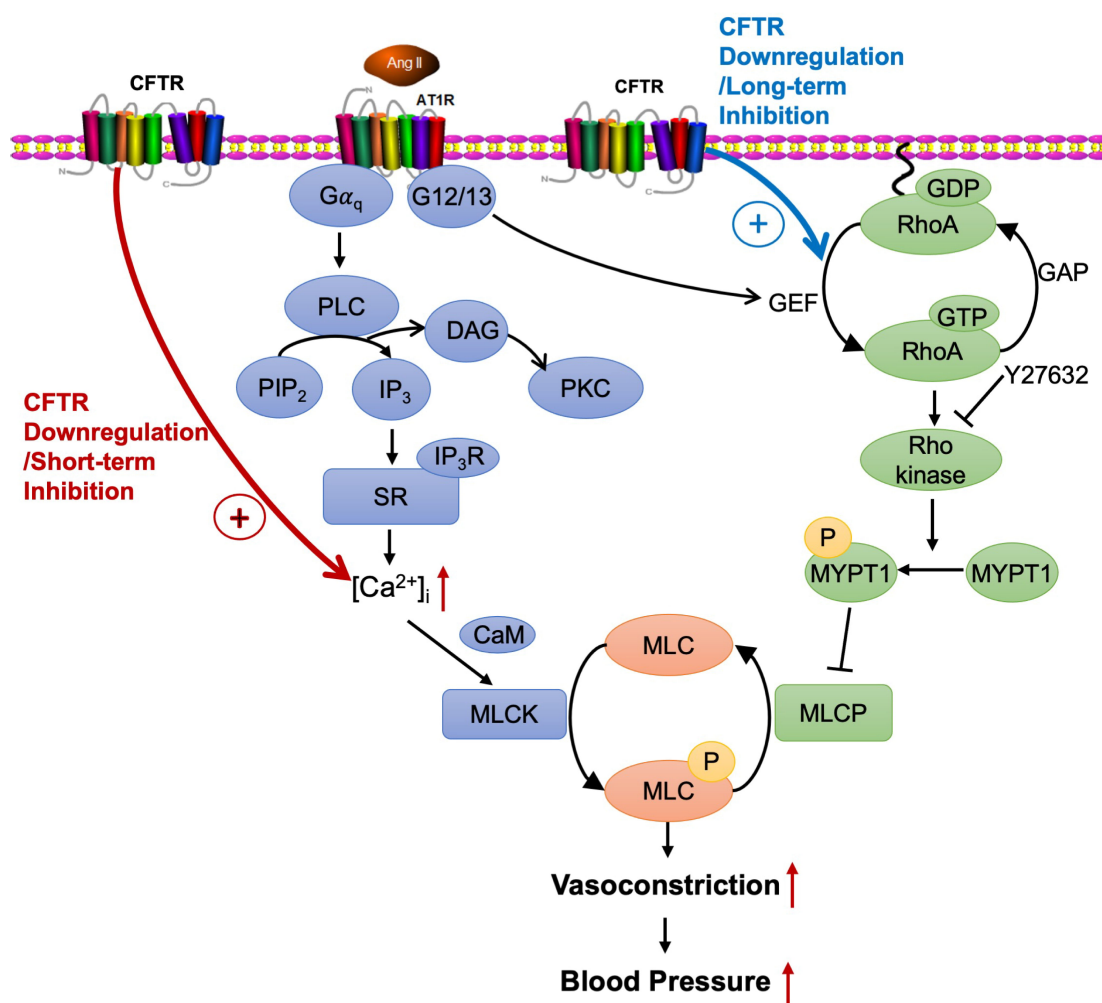 CFTR
Downregulation
/Long-term
Inhibition
Ang II
CFTR
N
AT1R
CFTR
N
C
N
C
Gαq
G12/13
GDP
RhoA
GEF
GAP
GTP
RhoA
Y27632
PLC
DAG
PIP2
IP3
PKC
CFTR
Downregulation
/Short-term
Inhibition
IP3R
SR
Rho
kinase
P
MYPT1
MYPT1
[Ca2+]i
CaM
MLC
MLCK
MLCP
P
MLC
+
+
Vasoconstriction
Blood Pressure